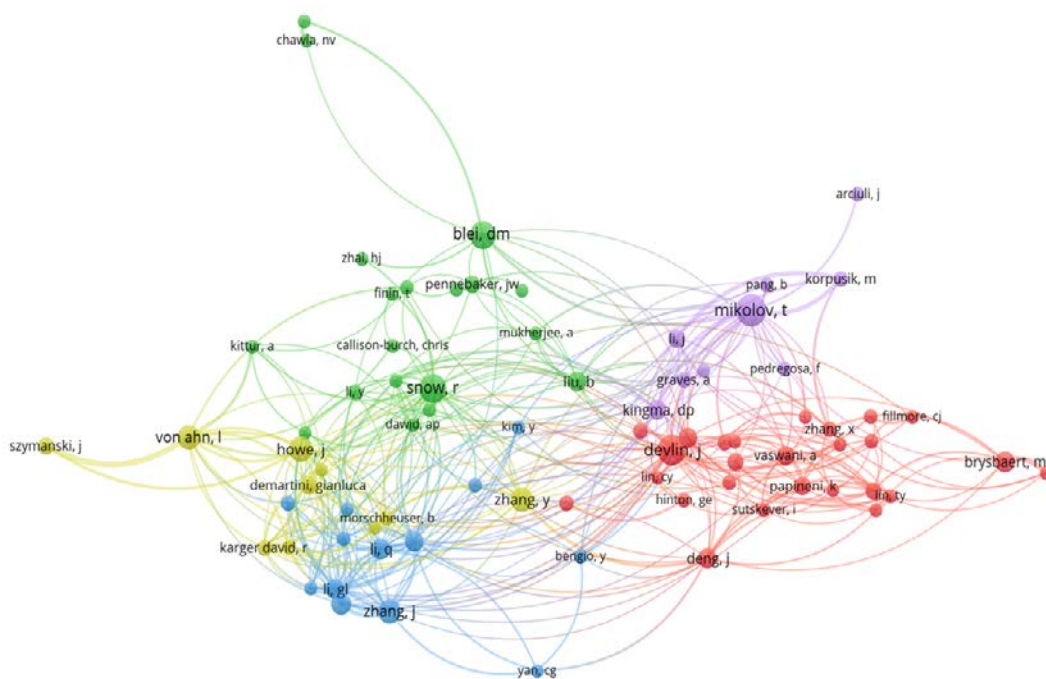 chawla, nv
arciuli, j
blei, dm
zhai, hj
pennebaker, jw
pang, b
korpusik, m
finin, t
mikolov, t
mukherjee, a
kittur, a
callison-burch, chris
li, j
pedregosa, f
graves, a
li, y
snow, r
liu, b
kingma, dp
fillmore, cj
dawid, ap
kim, y
zhang, x
szymanski, j
von ahn, l
howe, j
devlin, j
vaswani, a
brysbaert, m
lin, cy
demartini, gianluca
papineni, k
lin, ty
zhang, y
hinton, ge
sutskever, i
morschheuser, b
karger david, r
li, q
bengio, y
deng, j
li, gl
zhang, j
yan, cg